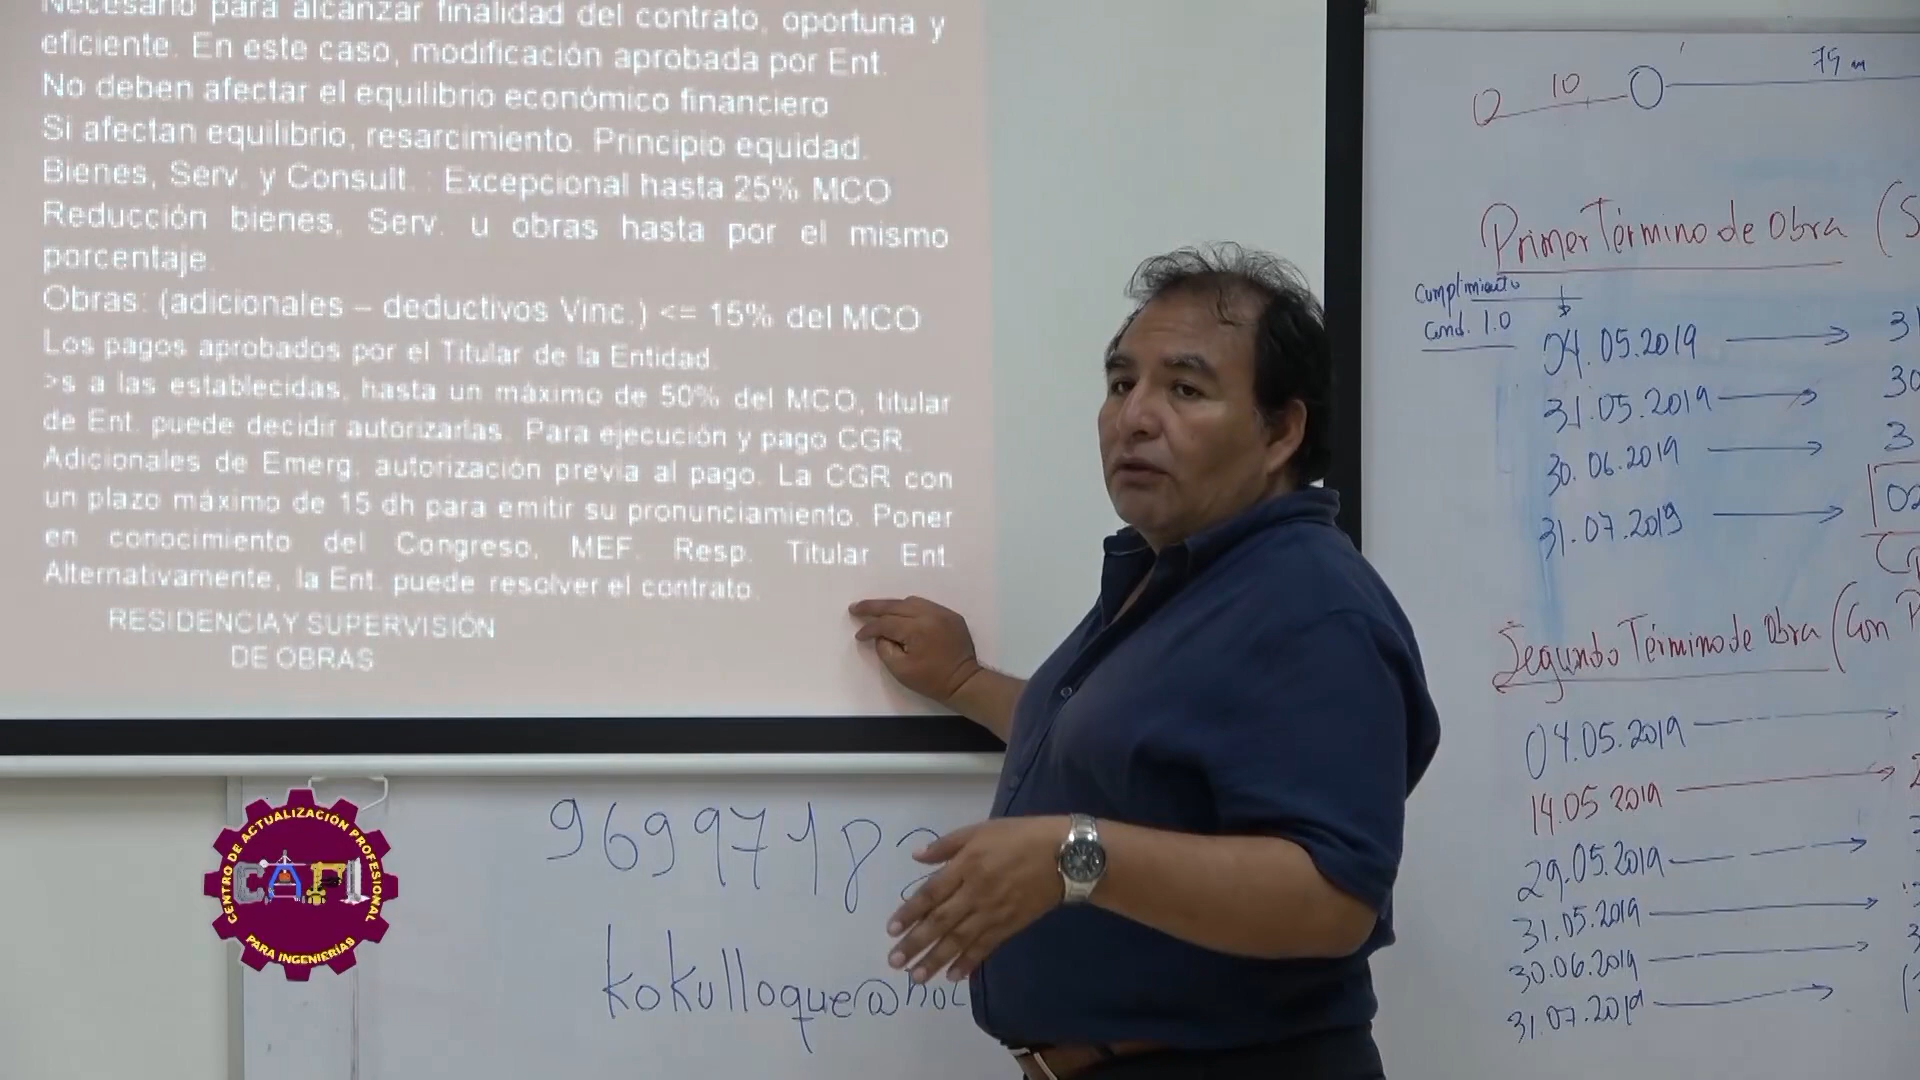 Necesario para alcanzar finalidad del contrato, oportuna y
eficiente. En este caso, modificación aprobada por Ent.
No deben afectar el equilibrio económico financiero
Si afectan equilibrio, resarcimiento. Principio equidad.
Bienes, Serv. y Consult. : Excepcional hasta 25% MCO
Reducción bienes, Serv. u obras hasta por el mismo
porcentaje.
Obras: (adicionales – deductivos Vinc.) <= 15% del MCO
Los pagos aprobados por el Titular de la Entidad.
>s a las establecidas, hasta un máximo de 50% del MCO, titular
de Ent. puede decidir autorizarlas. Para ejecución y pago CGR.
Adicionales de Emerg. autorización previa al pago. La CGR con
un plazo máximo de 15 dh para emitir su pronunciamiento. Poner
en conocimiento del Congreso, MEF. Resp. Titular Ent.
Alternativamente, la Ent. puede resolver el contrato.
RESIDENCIA Y SUPERVISIÓN
DE OBRAS
CENTRO DE ACTUALIZACIÓN PROFESIONAL
CAPI
PARA INGENIERÍAS
96997182
kokulloque@hot
10
75 m
Primer Término de Obra (S
Cumplimiento
Cond. 1.0
04.05.2019 → 31
31.05.2019 → 30
30.06.2019 → 3
31.07.2019 → 02
Segundo Término de Obra (Con P
04.05.2019 →
14.05 2019 →
29.05.2019 →
31.05.2019 →
30.06.2019 →
31.07.2019 →